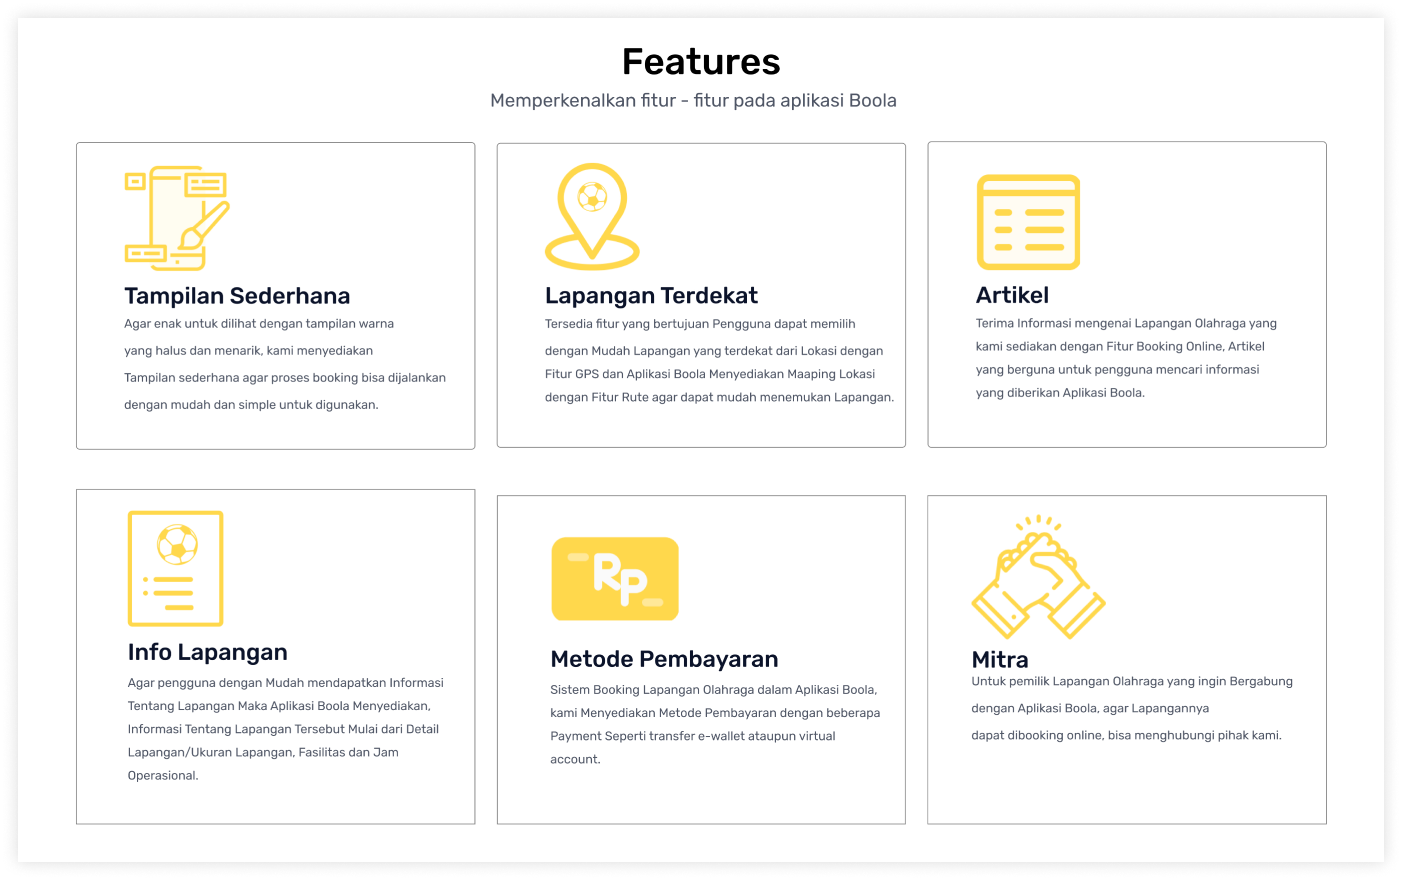 Features
Memperkenalkan fitur - fitur pada aplikasi Boola
Tampilan Sederhana
Agar enak untuk dilihat dengan tampilan warna
yang halus dan menarik, kami menyediakan
Tampilan sederhana agar proses booking bisa dijalankan
dengan mudah dan simple untuk digunakan.
Lapangan Terdekat
Tersedia fitur yang bertujuan Pengguna dapat memilih
dengan Mudah Lapangan yang terdekat dari Lokasi dengan
Fitur GPS dan Aplikasi Boola Menyediakan Maaping Lokasi
dengan Fitur Rute agar dapat mudah menemukan Lapangan.
Artikel
Terima Informasi mengenai Lapangan Olahraga yang
kami sediakan dengan Fitur Booking Online, Artikel
yang berguna untuk pengguna mencari informasi
yang diberikan Aplikasi Boola.
Info Lapangan
Agar pengguna dengan Mudah mendapatkan Informasi
Tentang Lapangan Maka Aplikasi Boola Menyediakan,
Informasi Tentang Lapangan Tersebut Mulai dari Detail
Lapangan/Ukuran Lapangan, Fasilitas dan Jam
Operasional.
RP
Metode Pembayaran
Sistem Booking Lapangan Olahraga dalam Aplikasi Boola,
kami Menyediakan Metode Pembayaran dengan beberapa
Payment Seperti transfer e-wallet ataupun virtual
account.
Mitra
Untuk pemilik Lapangan Olahraga yang ingin Bergabung
dengan Aplikasi Boola, agar Lapangannya
dapat dibooking online, bisa menghubungi pihak kami.